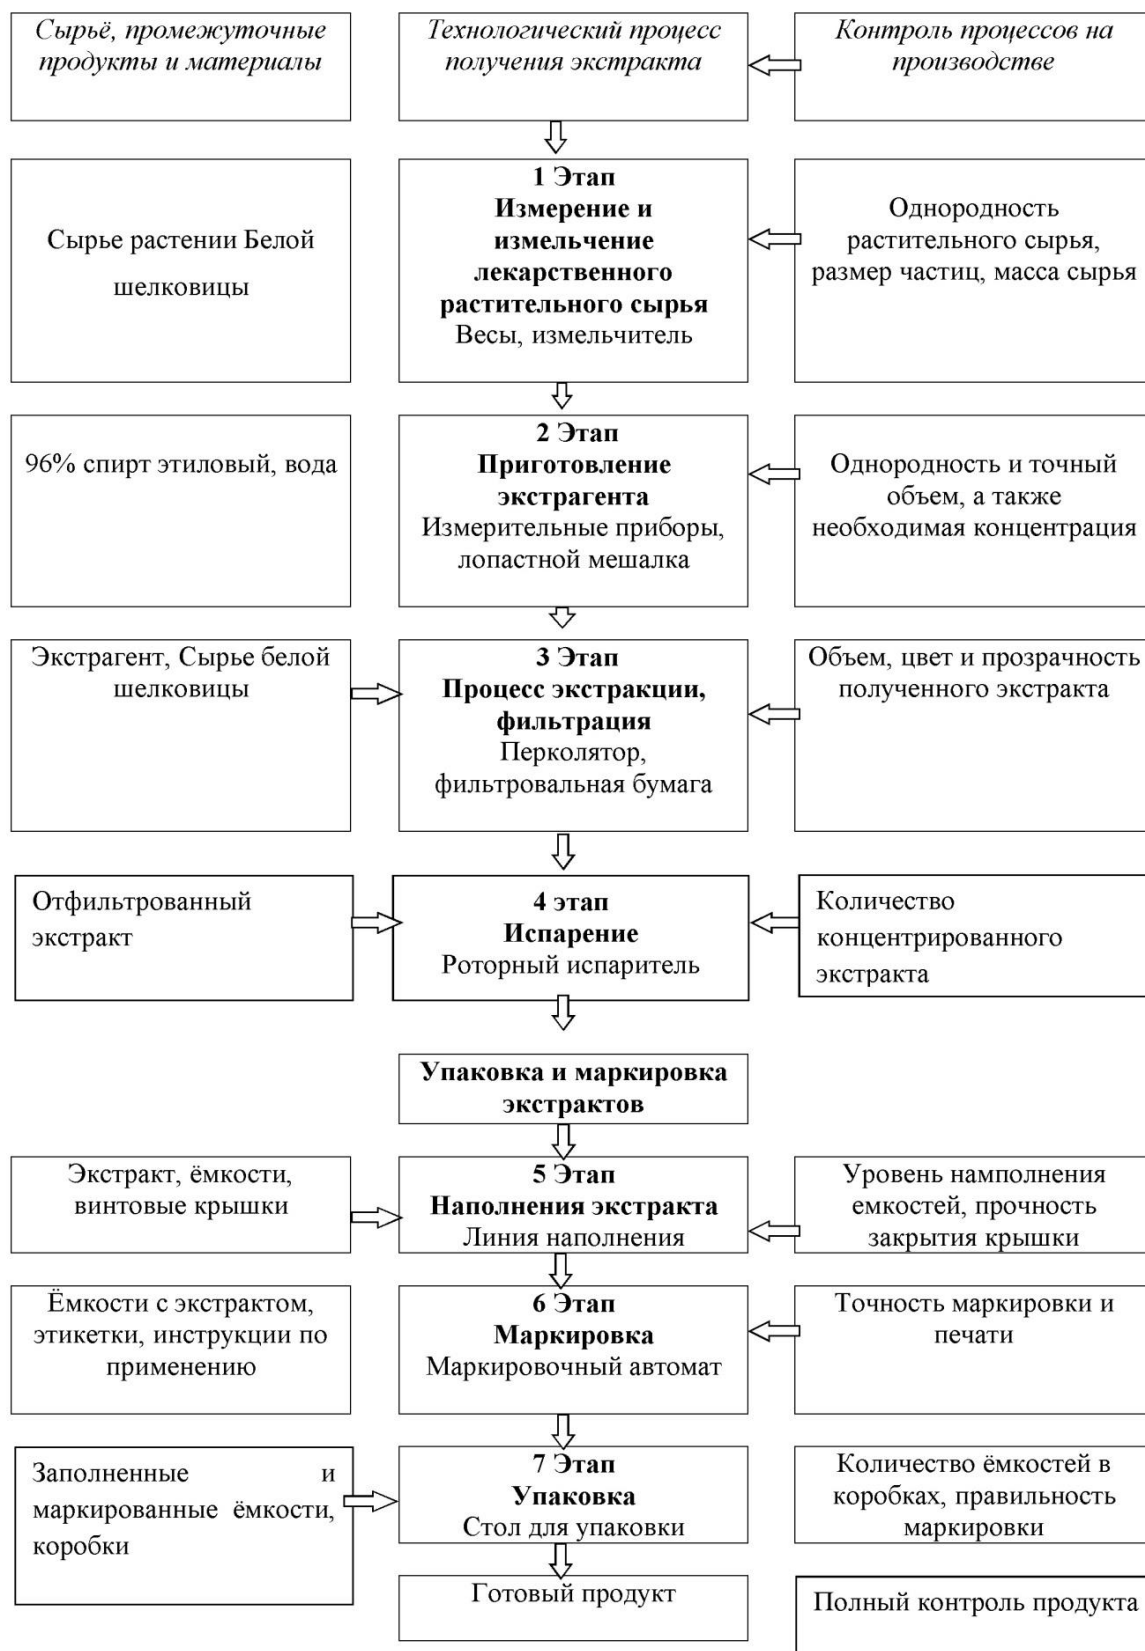 Сырьё, промежуточные
продукты и материалы
Технологический процесс
получения экстракта
Контроль процессов на
производстве
Сырье растении Белой
шелковицы
1 Этап
Измерение и
измельчение
лекарственного
растительного сырья
Весы, измельчитель
Однородность
растительного сырья,
размер частиц, масса сырья
96% спирт этиловый, вода
2 Этап
Приготовление
экстрагента
Измерительные приборы,
лопастной мешалка
Однородность и точный
объем, а также
необходимая концентрация
Экстрагент, Сырье белой
шелковицы
3 Этап
Процесс экстракции,
фильтрация
Перколятор,
фильтровальная бумага
Объем, цвет и прозрачность
полученного экстракта
Отфильтрованный
экстракт
4 этап
Испарение
Роторный испаритель
Количество
концентрированного
экстракта
Упаковка и маркировка
экстрактов
Экстракт, ёмкости,
винтовые крышки
5 Этап
Наполнения экстракта
Линия наполнения
Уровень намполнения
емкостей, прочность
закрытия крышки
Ёмкости с экстрактом,
этикетки, инструкции по
применению
6 Этап
Маркировка
Маркировочный автомат
Точность маркировки и
печати
Заполненные и
маркированные ёмкости,
коробки
7 Этап
Упаковка
Стол для упаковки
Количество ёмкостей в
коробках, правильность
маркировки
Готовый продукт
Полный контроль продукта